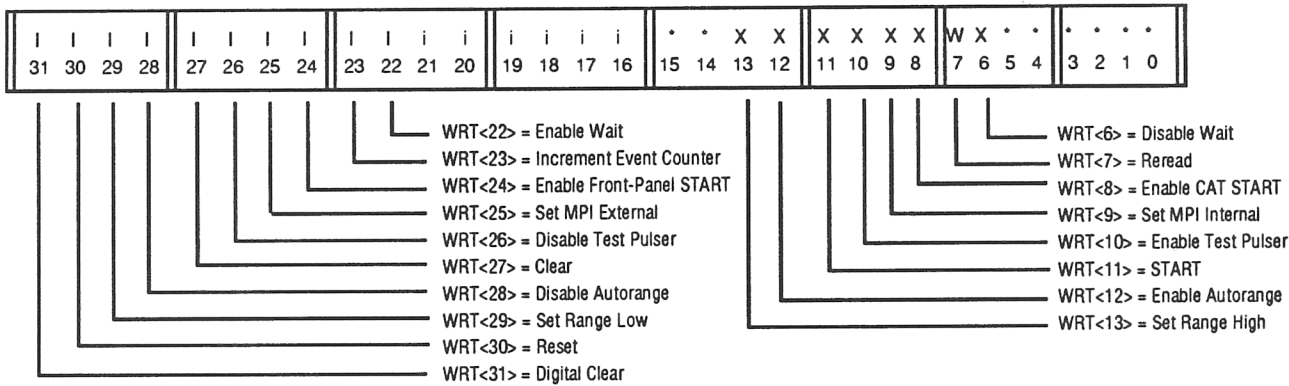 I I I I I I I I I I i i i i i i * * X X X X X X W X * * * * * *
31 30 29 28 27 26 25 24 23 22 21 20 19 18 17 16 15 14 13 12 11 10 9 8 7 6 5 4 3 2 1 0
WRT<22> = Enable Wait
WRT<23> = Increment Event Counter
WRT<24> = Enable Front-Panel START
WRT<25> = Set MPI External
WRT<26> = Disable Test Pulser
WRT<27> = Clear
WRT<28> = Disable Autorange
WRT<29> = Set Range Low
WRT<30> = Reset
WRT<31> = Digital Clear
WRT<6> = Disable Wait
WRT<7> = Reread
WRT<8> = Enable CAT START
WRT<9> = Set MPI Internal
WRT<10> = Enable Test Pulser
WRT<11> = START
WRT<12> = Enable Autorange
WRT<13> = Set Range High